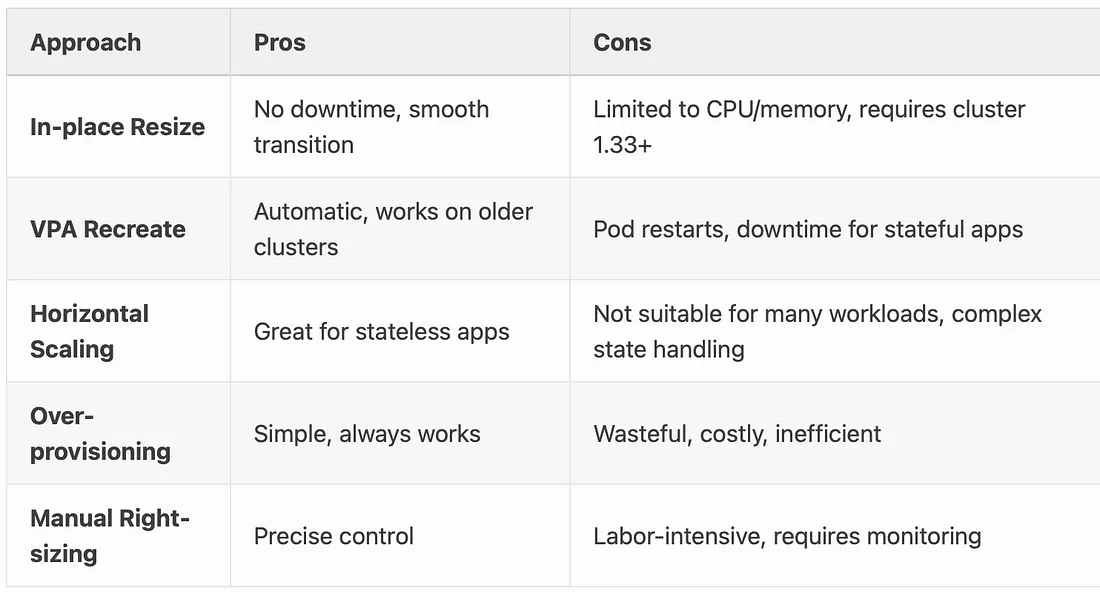 Approach Pros Cons
In-place Resize
No downtime, smooth
transition
Limited to CPU/memory, requires cluster
1.33+
VPA Recreate
Automatic, works on older
clusters
Pod restarts, downtime for stateful apps
Horizontal
Scaling
Great for stateless apps
Not suitable for many workloads, complex
state handling
Over-
provisioning
Simple, always works
Wasteful, costly, inefficient
Manual Right-
sizing
Precise control
Labor-intensive, requires monitoring